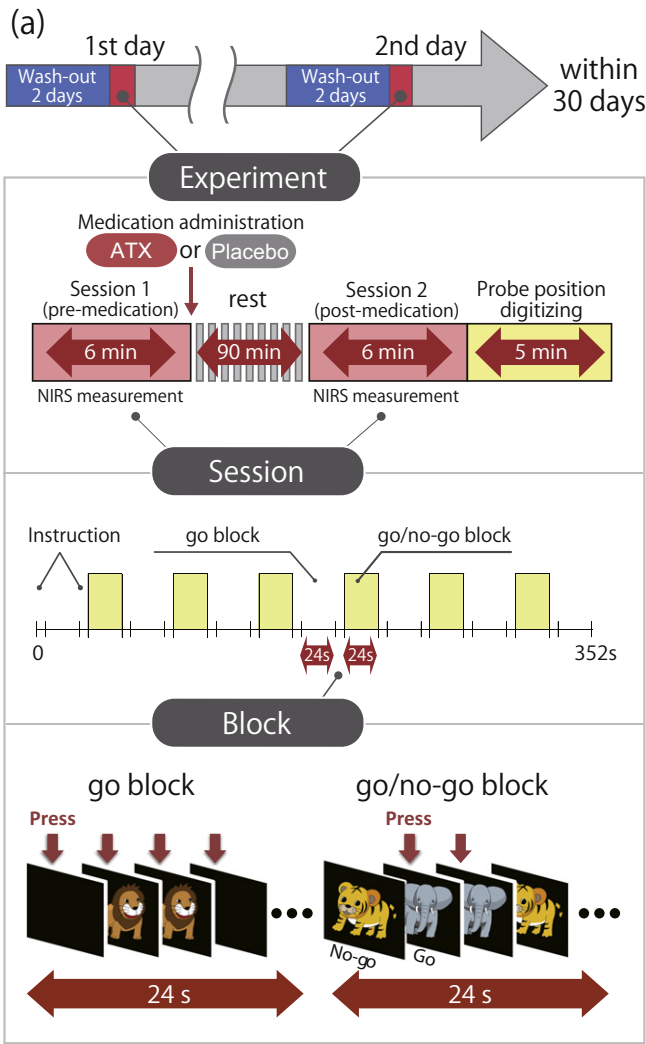 (a)
1st day
2nd day
Wash-out
2 days
Wash-out
2 days
within
30 days
Experiment
Medication administration
ATX or Placebo
Session 1
(pre-medication)
rest
Session 2
(post-medication)
Probe position
digitizing
6 min
90 min
6 min
5 min
NIRS measurement
NIRS measurement
Session
Instruction
go block
go/no-go block
0
24s
24s
352s
Block
go block
go/no-go block
Press
Press
No-go
Go
24 s
24 s